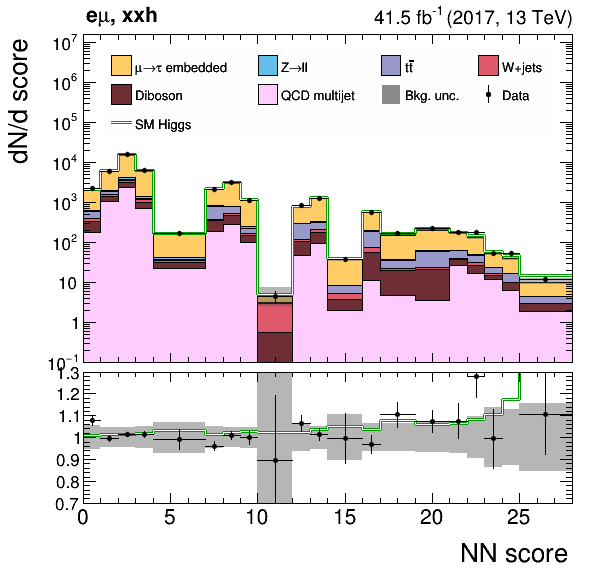 eμ, xxh 41.5 fb⁻¹ (2017, 13 TeV)
dN/d score
10⁷
10⁶
10⁵
10⁴
10³
10²
10
1
10⁻¹
μ→τ embedded Z→ll tt̄ W+jets
Diboson QCD multijet Bkg. unc. Data
SM Higgs
1.3
1.2
1.1
1
0.9
0.8
0.7
0 5 10 15 20 25
NN score